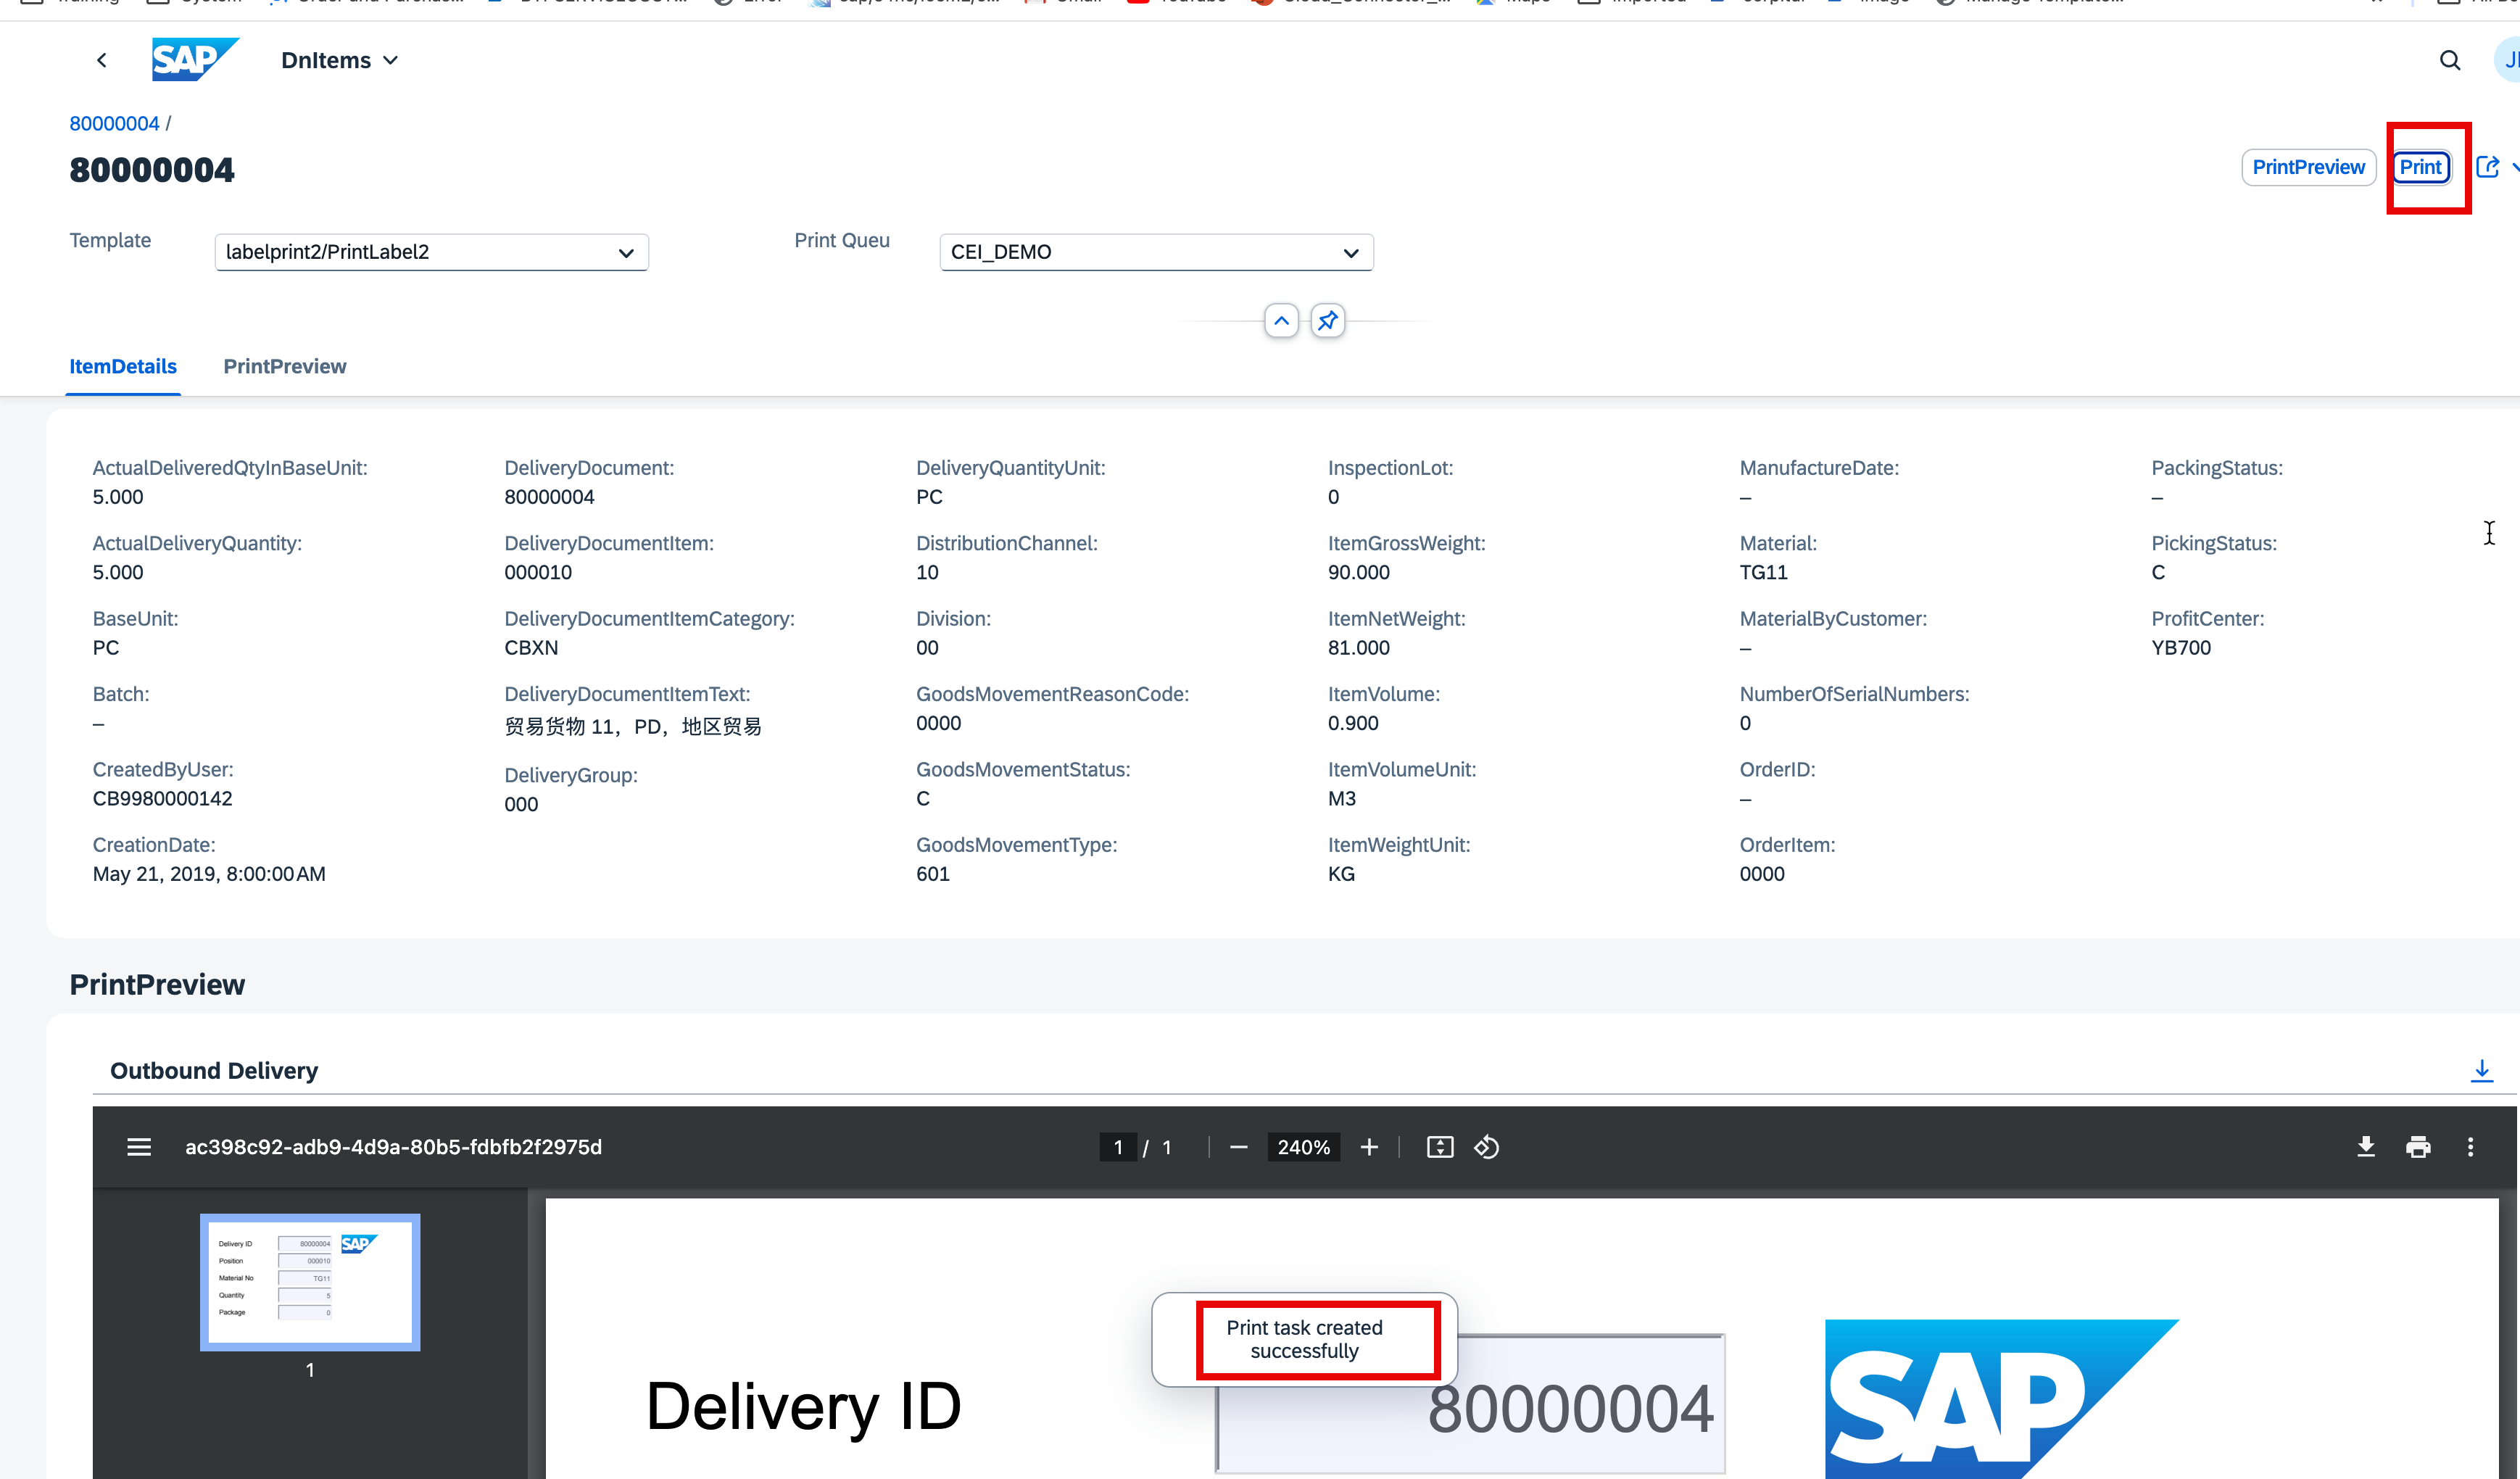 SAP
DnItems
80000004 /
80000004
PrintPreview
Print
Template
labelprint2/PrintLabel2
Print Queu
CEI_DEMO
ItemDetails
PrintPreview
ActualDeliveredQtyInBaseUnit:
5.000
ActualDeliveryQuantity:
5.000
BaseUnit:
PC
Batch:
–
CreatedByUser:
CB9980000142
CreationDate:
May 21, 2019, 8:00:00 AM
DeliveryDocument:
80000004
DeliveryDocumentItem:
000010
DeliveryDocumentItemCategory:
CBXN
DeliveryDocumentItemText:
贸易货物 11，PD，地区贸易
DeliveryGroup:
000
DeliveryQuantityUnit:
PC
DistributionChannel:
10
Division:
00
GoodsMovementReasonCode:
0000
GoodsMovementStatus:
C
GoodsMovementType:
601
InspectionLot:
0
ItemGrossWeight:
90.000
ItemNetWeight:
81.000
ItemVolume:
0.900
ItemVolumeUnit:
M3
ItemWeightUnit:
KG
ManufactureDate:
–
Material:
TG11
MaterialByCustomer:
–
NumberOfSerialNumbers:
0
OrderID:
–
OrderItem:
0000
PackingStatus:
–
PickingStatus:
C
ProfitCenter:
YB700
PrintPreview
Outbound Delivery
ac398c92-adb9-4d9a-80b5-fdbfb2f2975d
1 / 1
240%
Delivery ID 80000004 SAP
Position 000010
Material No TG11
Quantity 5
Package 0
1
Print task created
successfully
Delivery ID
80000004
SAP